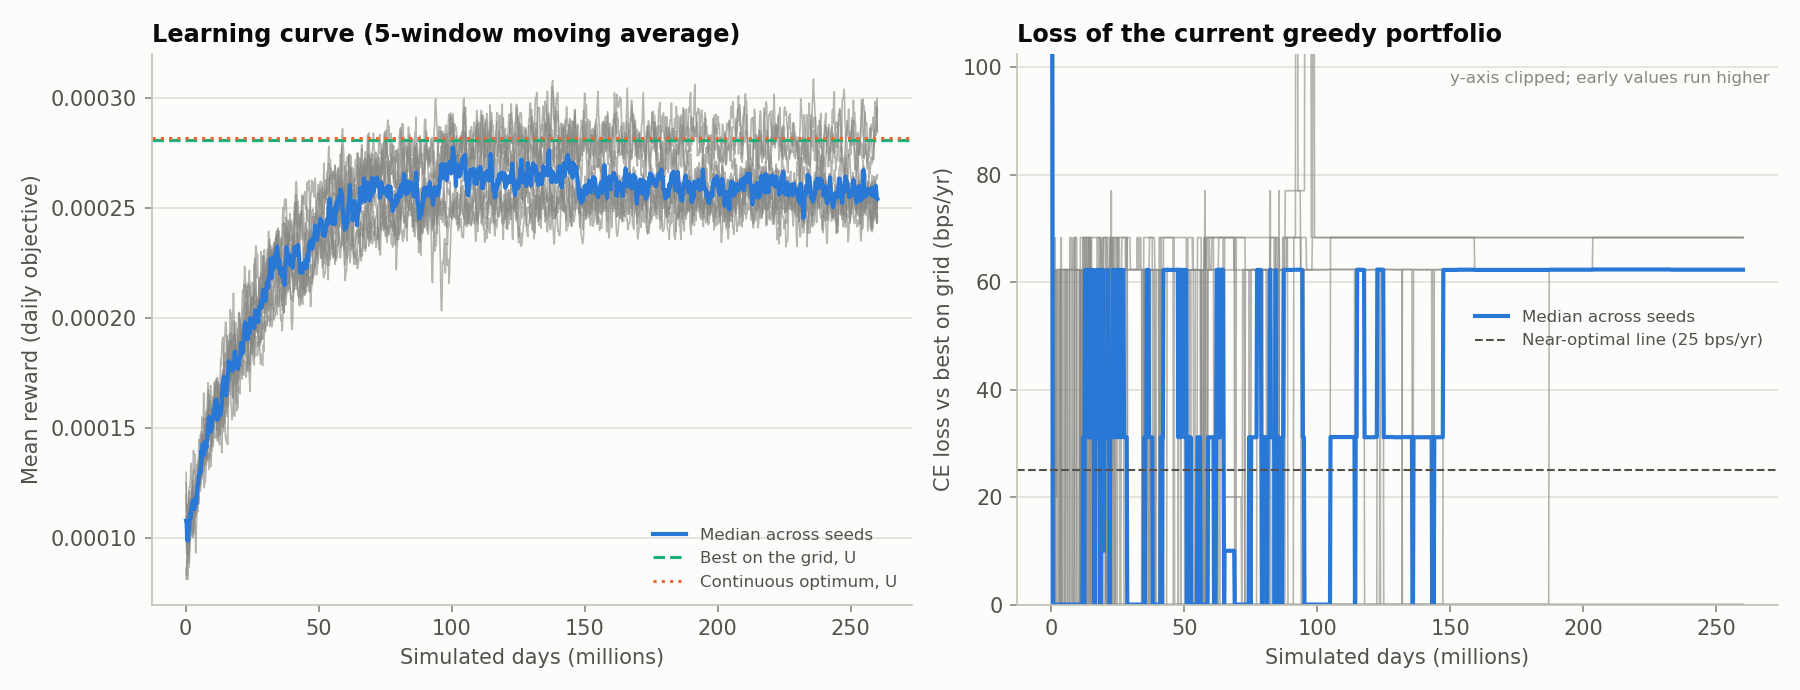 Learning curve (5-window moving average)
Mean reward (daily objective)
0.00030
0.00025
0.00020
0.00015
0.00010
Median across seeds
Best on the grid, U
Continuous optimum, U
0
50
100
150
200
250
Simulated days (millions)
Loss of the current greedy portfolio
y-axis clipped; early values run higher
CE loss vs best on grid (bps/yr)
100
80
60
40
20
0
Median across seeds
Near-optimal line (25 bps/yr)
0
50
100
150
200
250
Simulated days (millions)